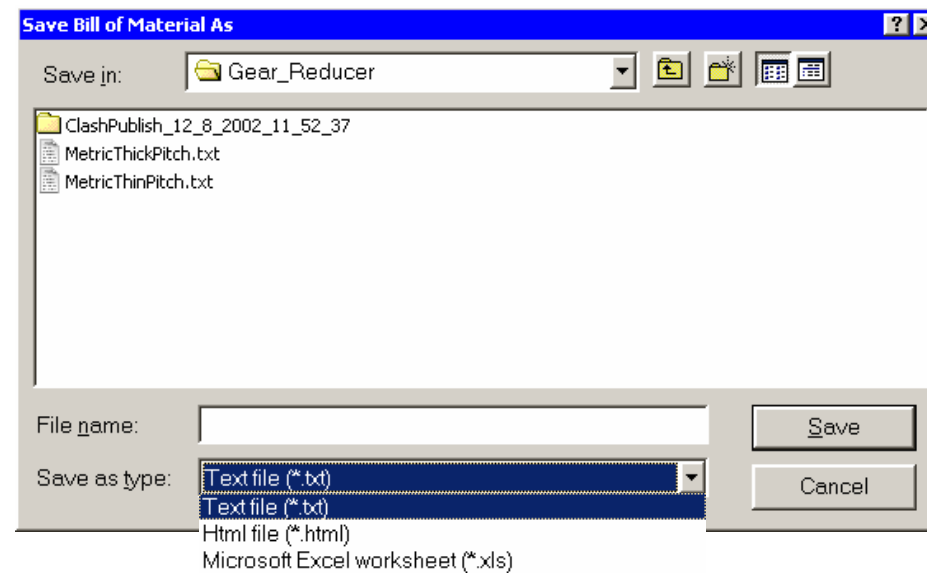 Save Bill of Material As
Save in: Gear_Reducer
ClashPublish_12_8_2002_11_52_37
MetricThickPitch.txt
MetricThinPitch.txt
File name: Save
Save as type: Text file (*.txt) Cancel
Text file (*.txt)
Html file (*.html)
Microsoft Excel worksheet (*.xls)